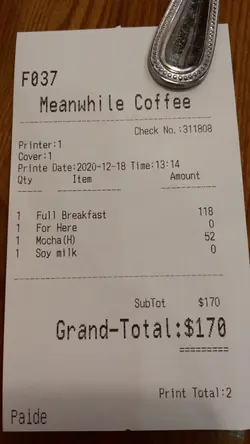 F037
Meanwhile Coffee
Check No.:311808
Printer:1
Cover:1
Printe Date:2020-12-18 Time:13:14
Qty Item Amount
1 Full Breakfast 118
1 For Here 0
1 Mocha(H) 52
1 Soy milk 0
SubTot $170
Grand-Total:$170
Print Total:2
Paide